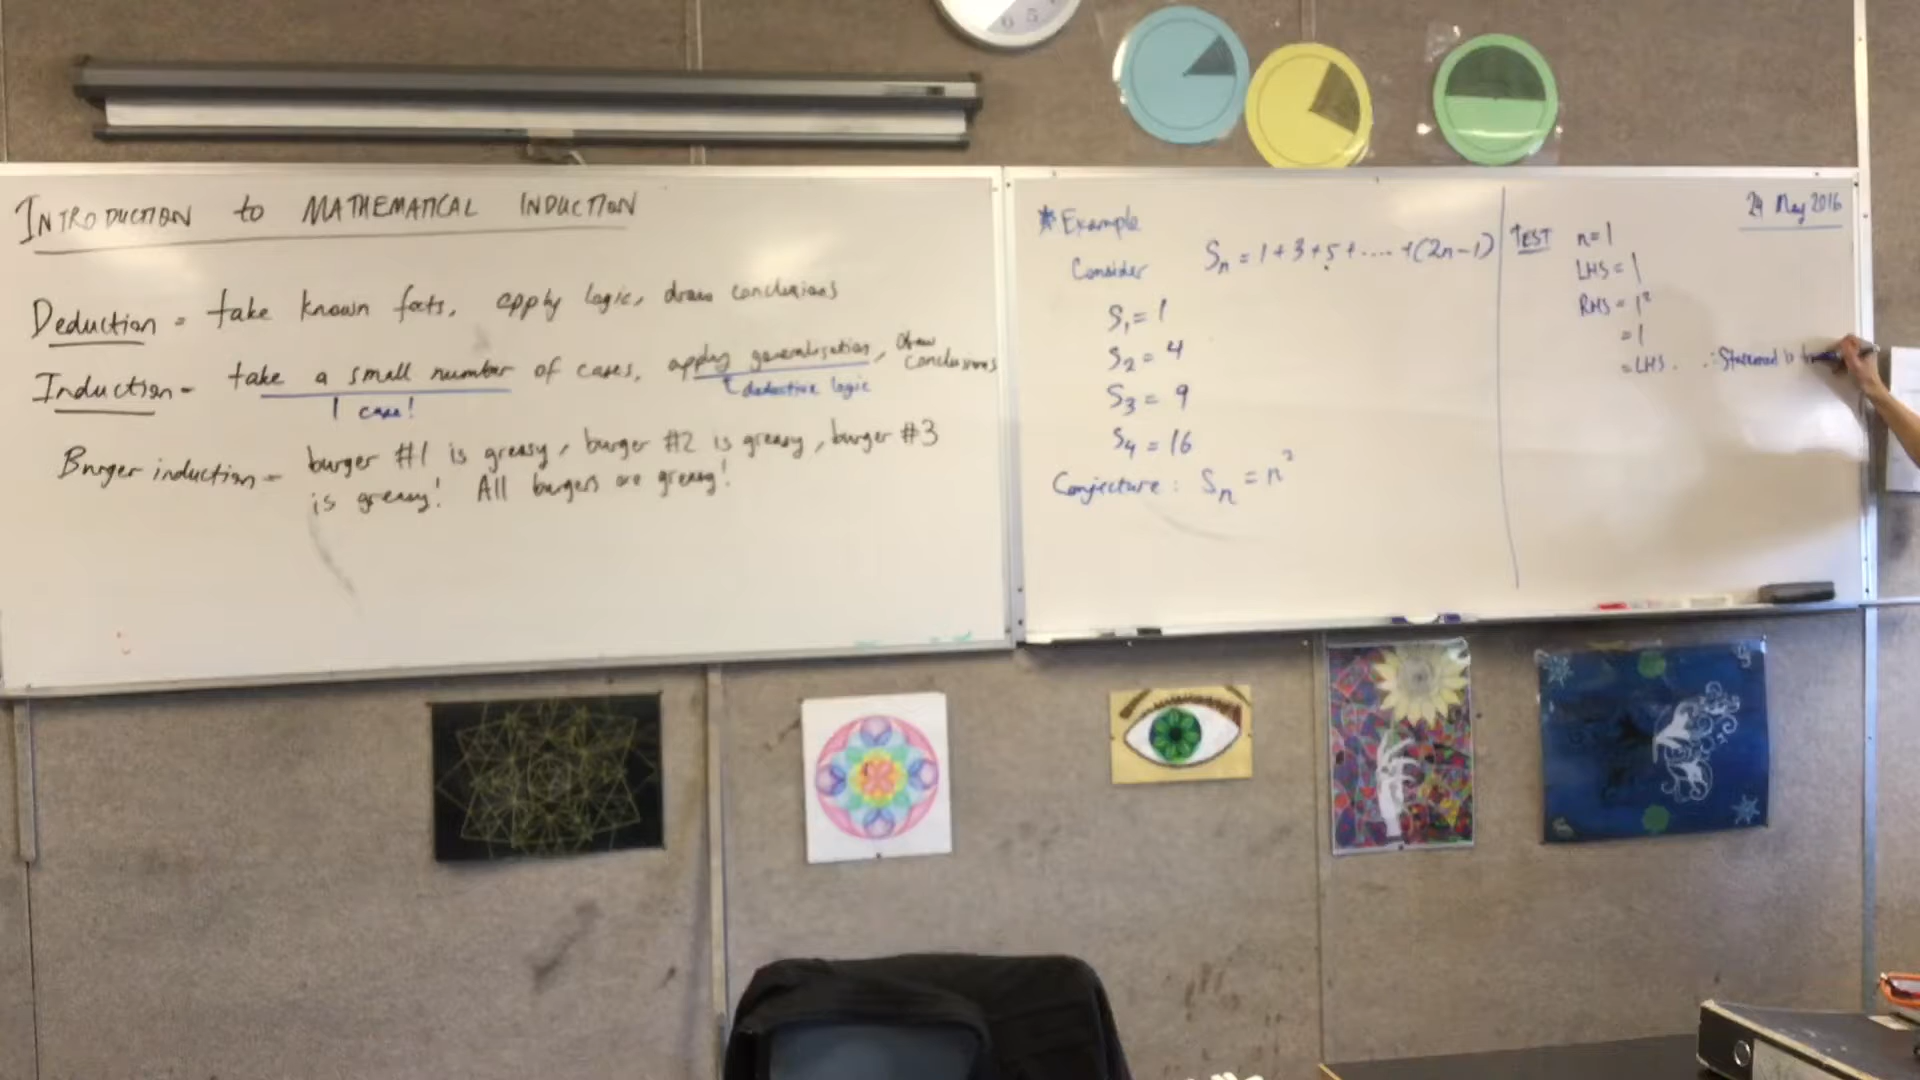 INTRODUCTION to MATHEMATICAL INDUCTION
Deduction = take known facts, apply logic, draw conclusions
Induction = take a small number of cases, apply generalisation, draw conclusions
1 case!
deductive logic
Burger induction = burger #1 is greasy, burger #2 is greasy, burger #3
is greasy! All burgers are greasy!
* Example
Consider Sₙ = 1 + 3 + 5 + .... + (2n-1)
S₁ = 1
S₂ = 4
S₃ = 9
S₄ = 16
Conjecture : Sₙ = n²
24 May 2016
TEST n=1
LHS = 1
RHS = 1²
= 1
= LHS. ∴ Statement is